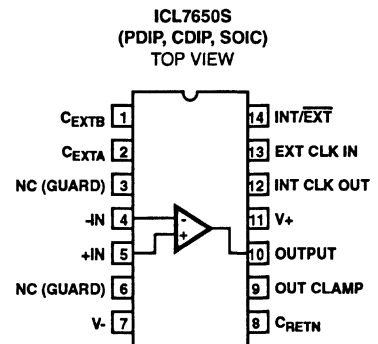 ICL7650S
(PDIP, CDIP, SOIC)
TOP VIEW
CEXTB 1
CEXTA 2
NC (GUARD) 3
-IN 4
+IN 5
NC (GUARD) 6
V- 7
-
+
14 INT/EXT
13 EXT CLK IN
12 INT CLK OUT
11 V+
10 OUTPUT
9 OUT CLAMP
8 CRETN